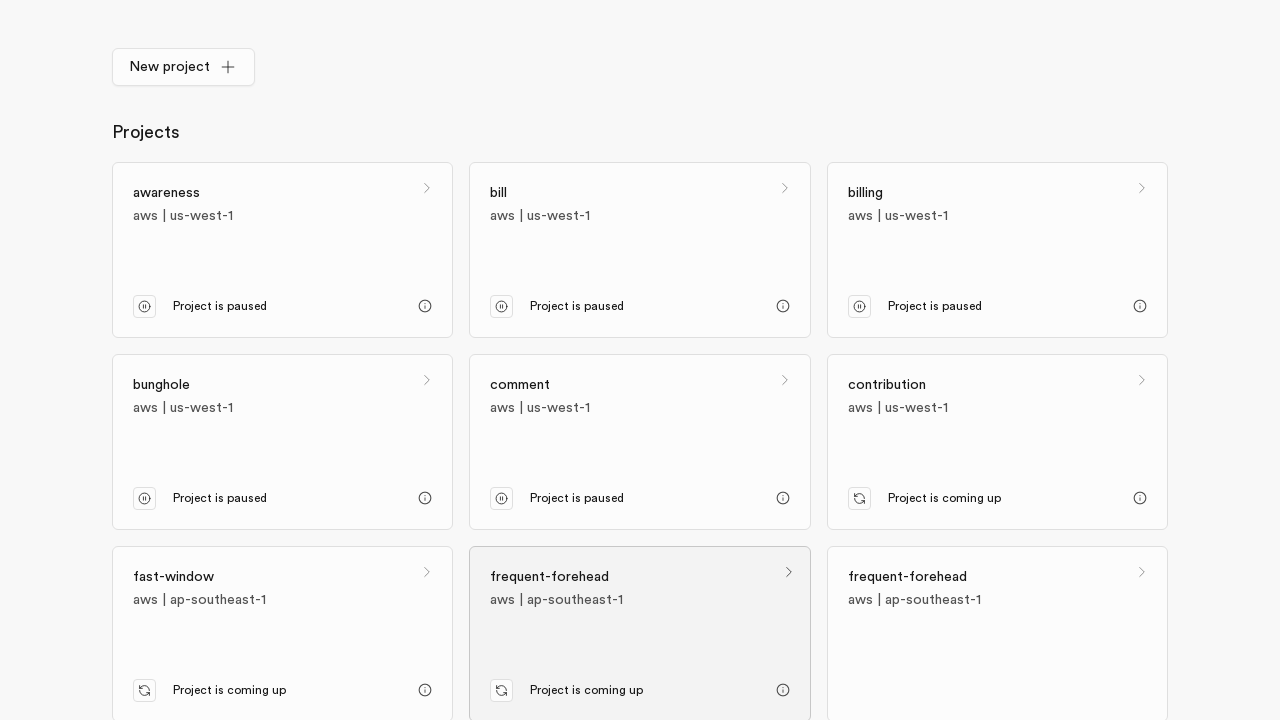 New project
Projects
awareness
aws | us-west-1
Project is paused
bill
aws | us-west-1
Project is paused
billing
aws | us-west-1
Project is paused
bunghole
aws | us-west-1
Project is paused
comment
aws | us-west-1
Project is paused
contribution
aws | us-west-1
Project is coming up
fast-window
aws | ap-southeast-1
Project is coming up
frequent-forehead
aws | ap-southeast-1
Project is coming up
frequent-forehead
aws | ap-southeast-1